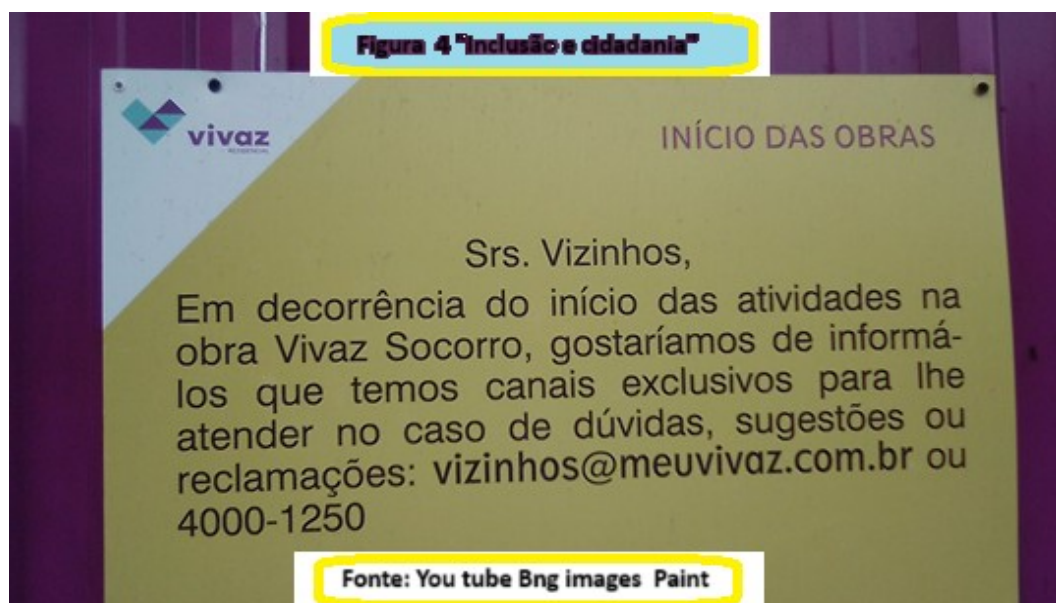 Figura 4 "Inclusão e cidadania"
vivaz
RESIDENCIAL
INÍCIO DAS OBRAS
Srs. Vizinhos,
Em decorrência do início das atividades na
obra Vivaz Socorro, gostaríamos de informá-
los que temos canais exclusivos para lhe
atender no caso de dúvidas, sugestões ou
reclamações: vizinhos@meuvivaz.com.br ou
4000-1250
Fonte: You tube Bng images Paint